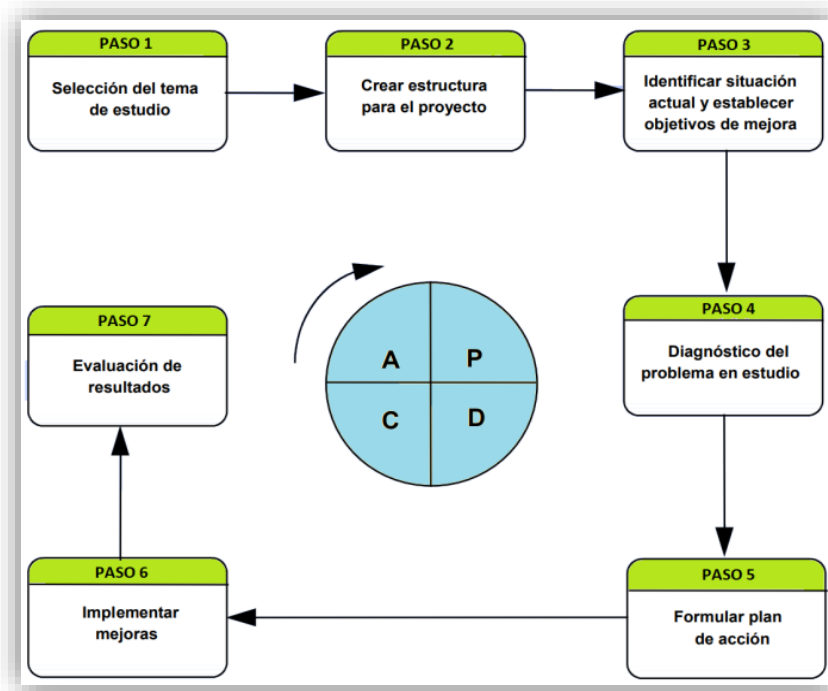 PASO 1
Selección del tema
de estudio
PASO 2
Crear estructura
para el proyecto
PASO 3
Identificar situación
actual y establecer
objetivos de mejora
PASO 4
Diagnóstico del
problema en estudio
PASO 5
Formular plan
de acción
PASO 6
Implementar
mejoras
PASO 7
Evaluación de
resultados
A
P
C
D